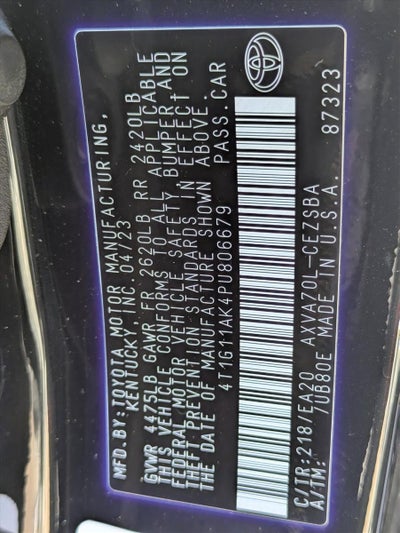 MFD. BY: TOYOTA MOTOR MANUFACTURING,
KENTUCKY, INC. 04/23
GVWR 4475LB GAWR FR 2620LB RR 2420LB
THIS VEHICLE CONFORMS TO ALL APPLICABLE
FEDERAL MOTOR VEHICLE SAFETY, BUMPER AND
THEFT PREVENTION STANDARDS IN EFFECT ON
THE DATE OF MANUFACTURE SHOWN ABOVE.
4T1G11AK4PU806679 PASS. CAR
C/TR: 218/EA20 AXVA70L-CEZSBA
A/TM: /UB80E MADE IN U.S.A. 87323